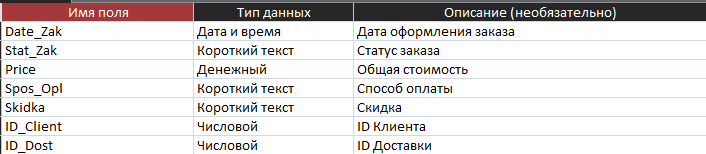 Имя поля Тип данных Описание (необязательно)
Date_Zak Дата и время Дата оформления заказа
Stat_Zak Короткий текст Статус заказа
Price Денежный Общая стоимость
Spos_Opl Короткий текст Способ оплаты
Skidka Короткий текст Скидка
ID_Client Числовой ID Клиента
ID_Dost Числовой ID Доставки